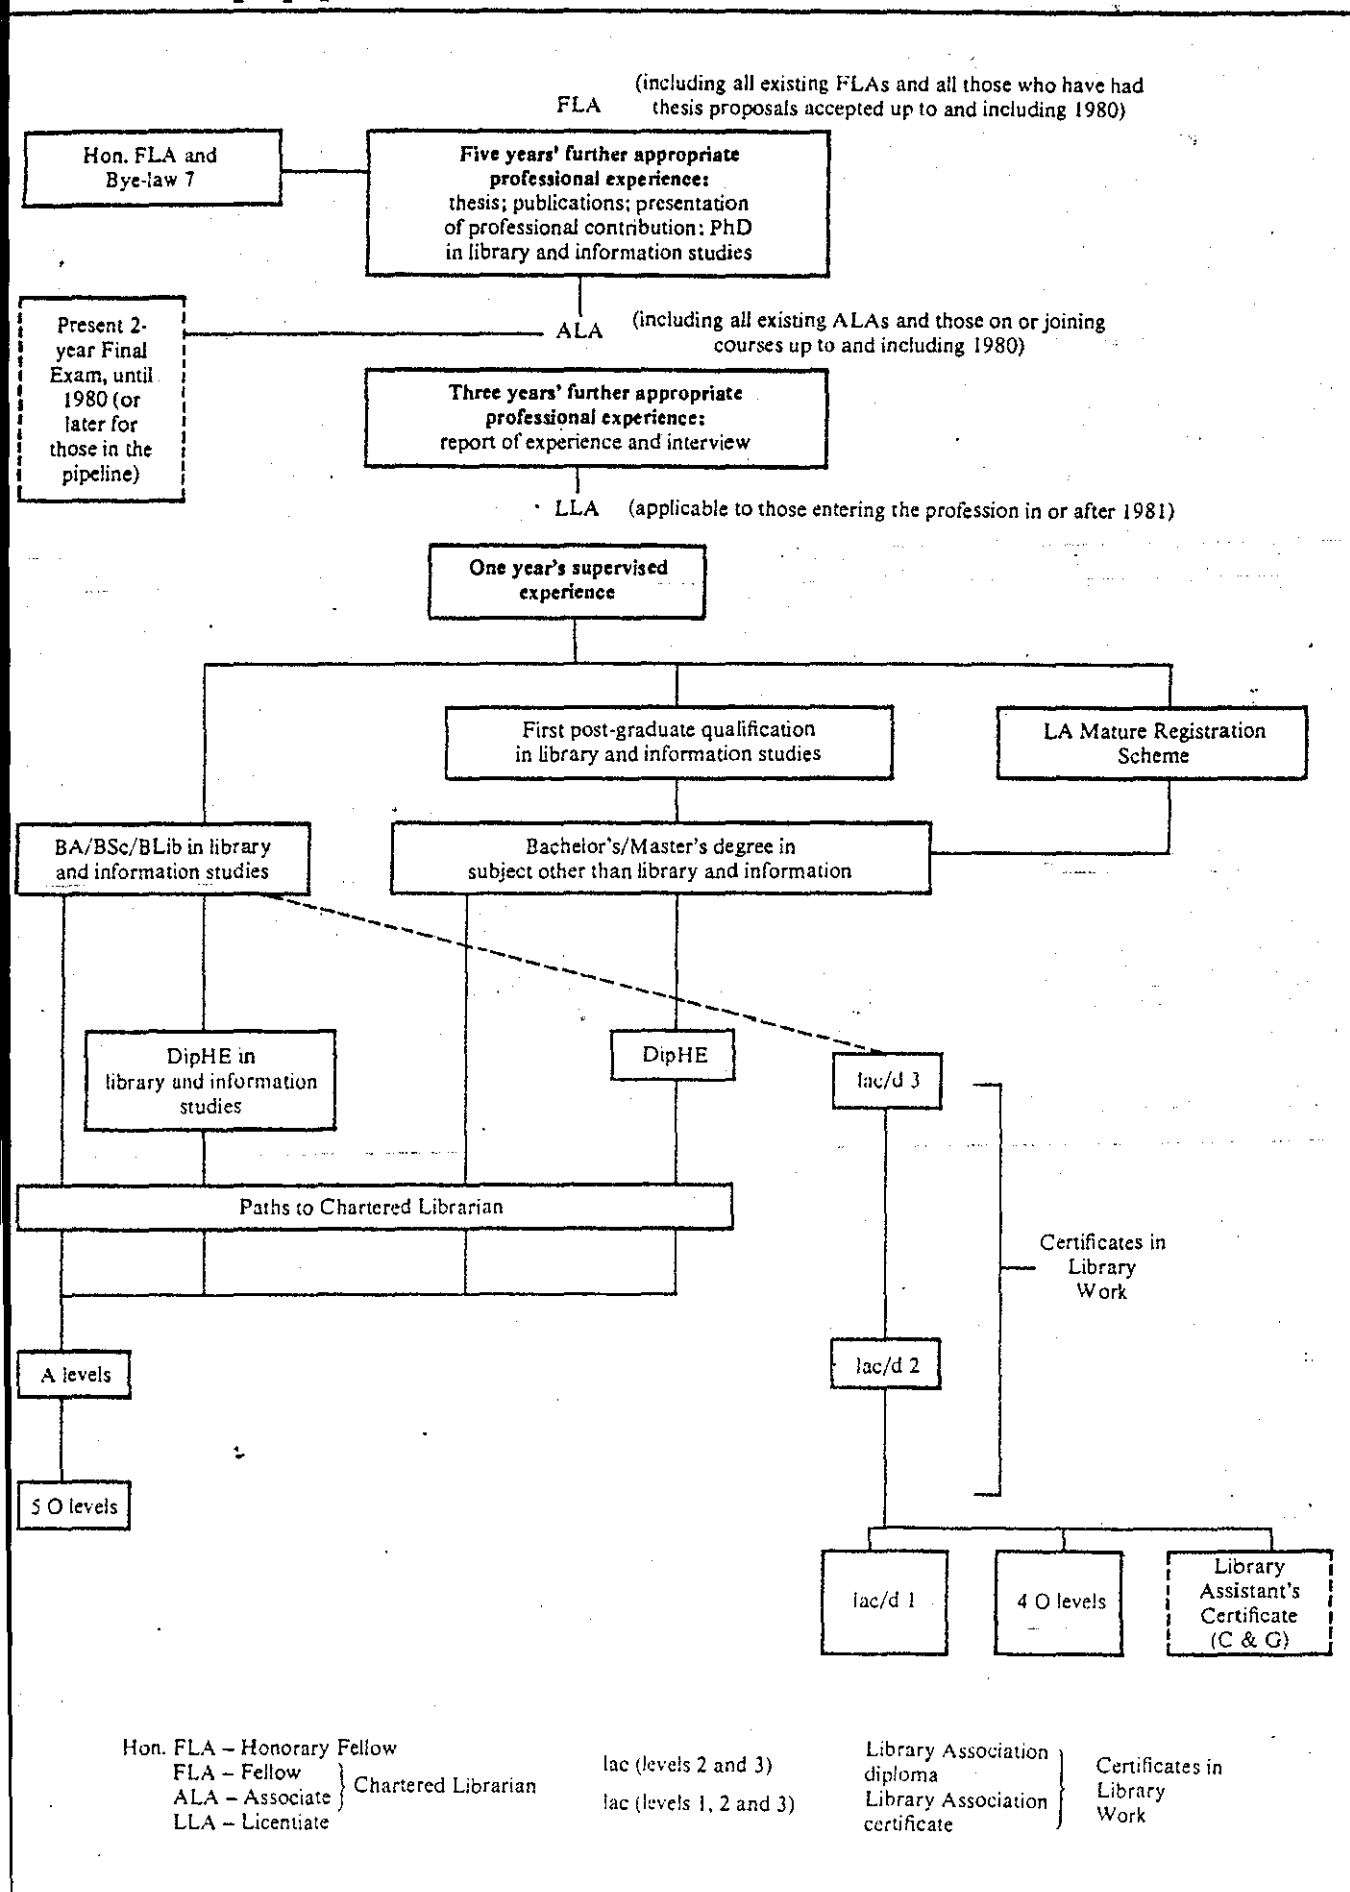 FLA
(including all existing FLAs and all those who have had
thesis proposals accepted up to and including 1980)
Hon. FLA and
Bye-law 7
Five years' further appropriate
professional experience:
thesis; publications; presentation
of professional contribution: PhD
in library and information studies
Present 2-
year Final
Exam, until
1980 (or
later for
those in the
pipeline)
ALA
(including all existing ALAs and those on or joining
courses up to and including 1980)
Three years' further appropriate
professional experience:
report of experience and interview
LLA (applicable to those entering the profession in or after 1981)
One year's supervised
experience
First post-graduate qualification
in library and information studies
LA Mature Registration
Scheme
BA/BSc/BLib in library
and information studies
Bachelor's/Master's degree in
subject other than library and information
DipHE in
library and information
studies
DipHE
lac/d 3
Paths to Chartered Librarian
Certificates in
Library
Work
A levels
lac/d 2
5 O levels
lac/d 1
4 O levels
Library
Assistant's
Certificate
(C & G)
Hon. FLA – Honorary Fellow
FLA – Fellow
ALA – Associate
Chartered Librarian
LLA – Licentiate
lac (levels 2 and 3)
lac (levels 1, 2 and 3)
Library Association
diploma
Library Association
certificate
Certificates in
Library
Work